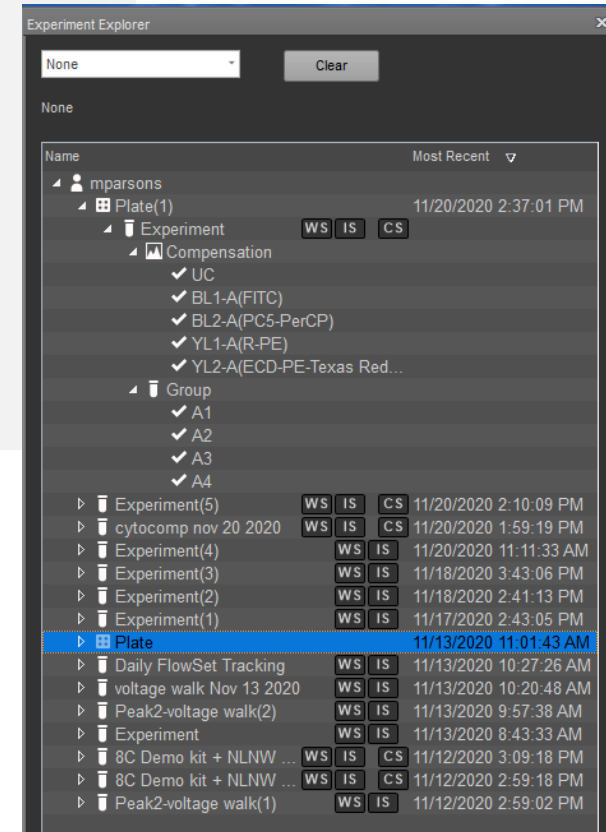 Experiment Explorer
None Clear
None
Name Most Recent
mparsons
Plate(1) 11/20/2020 2:37:01 PM
Experiment WS IS CS
Compensation
UC
BL1-A(FITC)
BL2-A(PC5-PerCP)
YL1-A(R-PE)
YL2-A(ECD-PE-Texas Red...
Group
A1
A2
A3
A4
Experiment(5) WS IS CS 11/20/2020 2:10:09 PM
cytocomp nov 20 2020 WS IS CS 11/20/2020 1:59:19 PM
Experiment(4) WS IS 11/20/2020 11:11:33 AM
Experiment(3) WS IS 11/18/2020 3:43:06 PM
Experiment(2) WS IS 11/18/2020 2:41:13 PM
Experiment(1) WS IS 11/17/2020 2:43:05 PM
Plate 11/13/2020 11:01:43 AM
Daily FlowSet Tracking WS IS 11/13/2020 10:27:26 AM
voltage walk Nov 13 2020 WS IS 11/13/2020 10:20:48 AM
Peak2-voltage walk(2) WS IS 11/13/2020 9:57:38 AM
Experiment WS IS 11/13/2020 8:43:33 AM
8C Demo kit + NLNW ... WS IS CS 11/12/2020 3:09:18 PM
8C Demo kit + NLNW ... WS IS CS 11/12/2020 2:59:18 PM
Peak2-voltage walk(1) WS IS 11/12/2020 2:59:02 PM